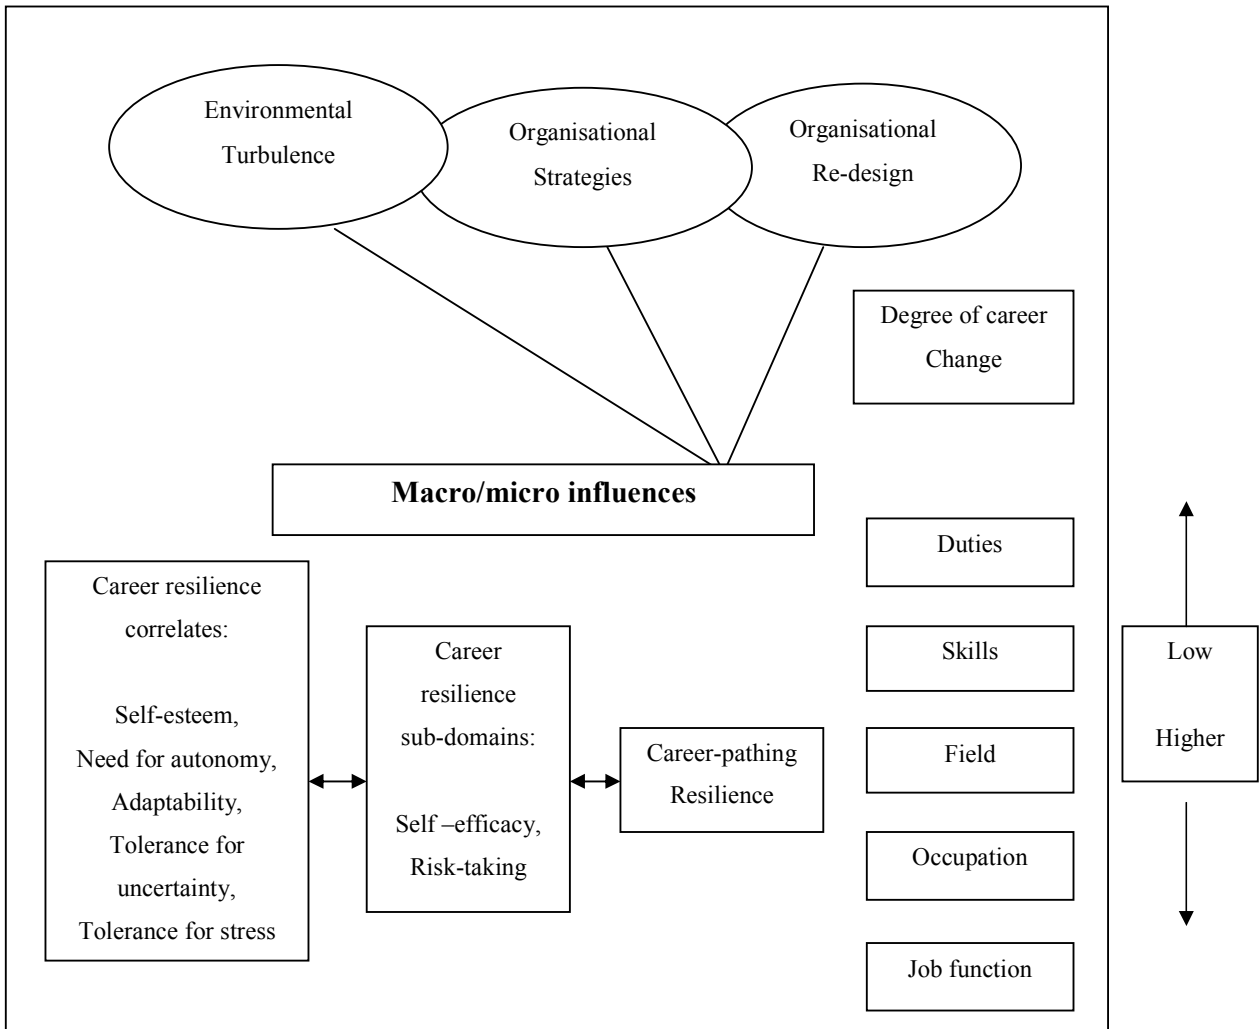 Environmental
Turbulence
Organisational
Strategies
Organisational
Re-design
Degree of career
Change
Macro/micro influences
Career resilience
correlates:
Self-esteem,
Need for autonomy,
Adaptability,
Tolerance for
uncertainty,
Tolerance for stress
Career
resilience
sub-domains:
Self –efficacy,
Risk-taking
Career-pathing
Resilience
Duties
Skills
Field
Occupation
Job function
Low
Higher